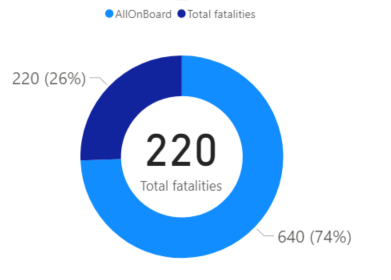 AllOnBoard Total fatalities
220 (26%)
220
Total fatalities
640 (74%)